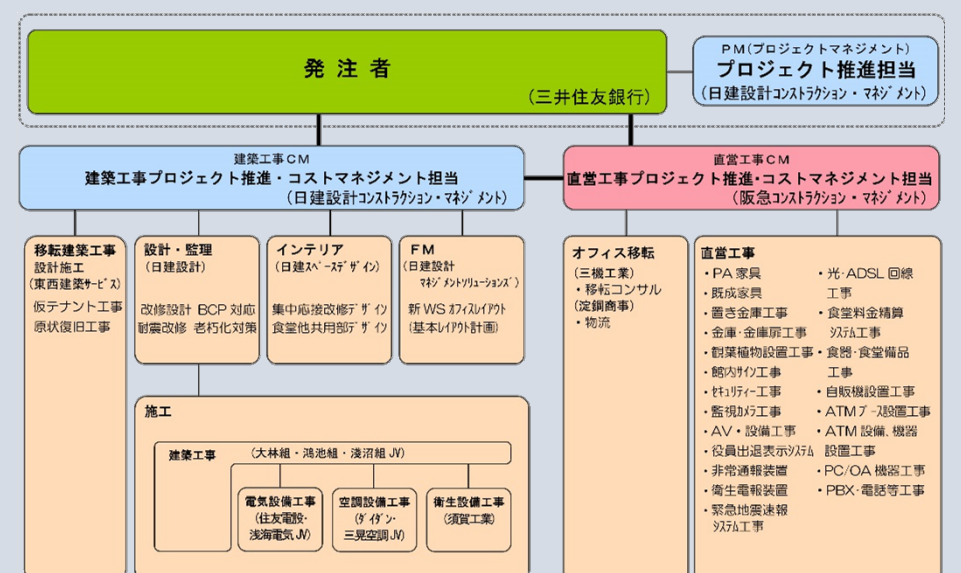 発注者
(三井住友銀行)
PM(プロジェクトマネジメント)
プロジェクト推進担当
(日建設計コンストラクション・マネジメント)
建築工事CM
建築工事プロジェクト推進・コストマネジメント担当
(日建設計コンストラクション・マネジメント)
直営工事CM
直営工事プロジェクト推進・コストマネジメント担当
(阪急コンストラクション・マネジメント)
移転建築工事
設計施工
(東西建築サービス)
仮テナント工事
原状復旧工事
設計・監理
(日建設計)
改修設計 BCP対応
耐震改修 老朽化対策
インテリア
(日建スペースデザイン)
集中応接改修デザイン
食堂他共用部デザイン
FM
(日建設計
マネジメントソリューションズ)
新WSオフィスレイアウト
(基本レイアウト計画)
施工
建築工事
(大林組・鴻池組・淺沼組JV)
電気設備工事
(住友電設・
浅海電気JV)
空調設備工事
(ダイダン・
三晃空調JV)
衛生設備工事
(須賀工業)
オフィス移転
(三機工業)
・移転コンサル
(淀鋼商事)
・物流
直営工事
・PA家具
・既成家具
・置き金庫工事
・金庫・金庫扉工事
・観葉植物設置工事
・館内サイン工事
・セキュリティー工事
・監視カメラ工事
・AV・設備工事
・役員出退表示システム
・非常通報装置
・衛生電報装置
・緊急地震速報
システム工事
・光・ADSL回線
工事
・食堂料金精算
システム工事
・食器・食堂備品
工事
・自販機設置工事
・ATMブース設置工事
・ATM設備、機器
設置工事
・PC/OA機器工事
・PBX・電話等工事